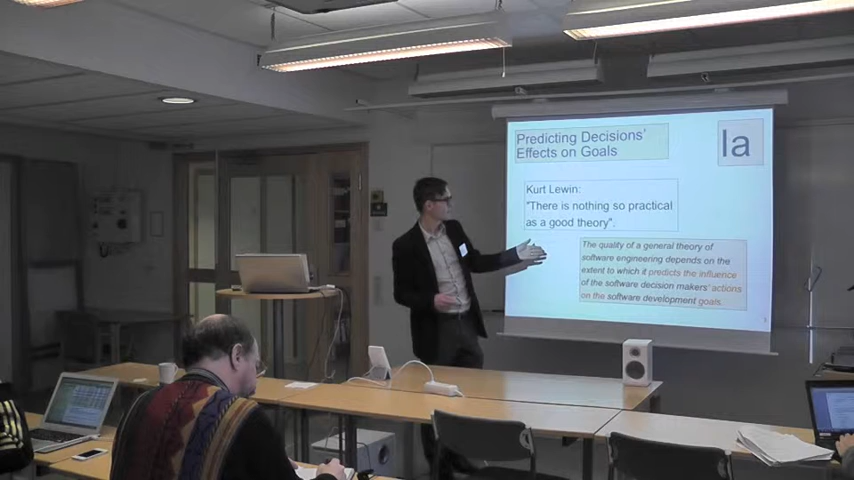 Predicting Decisions'
Effects on Goals
Ia
Kurt Lewin:
"There is nothing so practical
as a good theory".
The quality of a general theory of
software engineering depends on the
extent to which it predicts the influence
of the software decision makers' actions
on the software development goals.